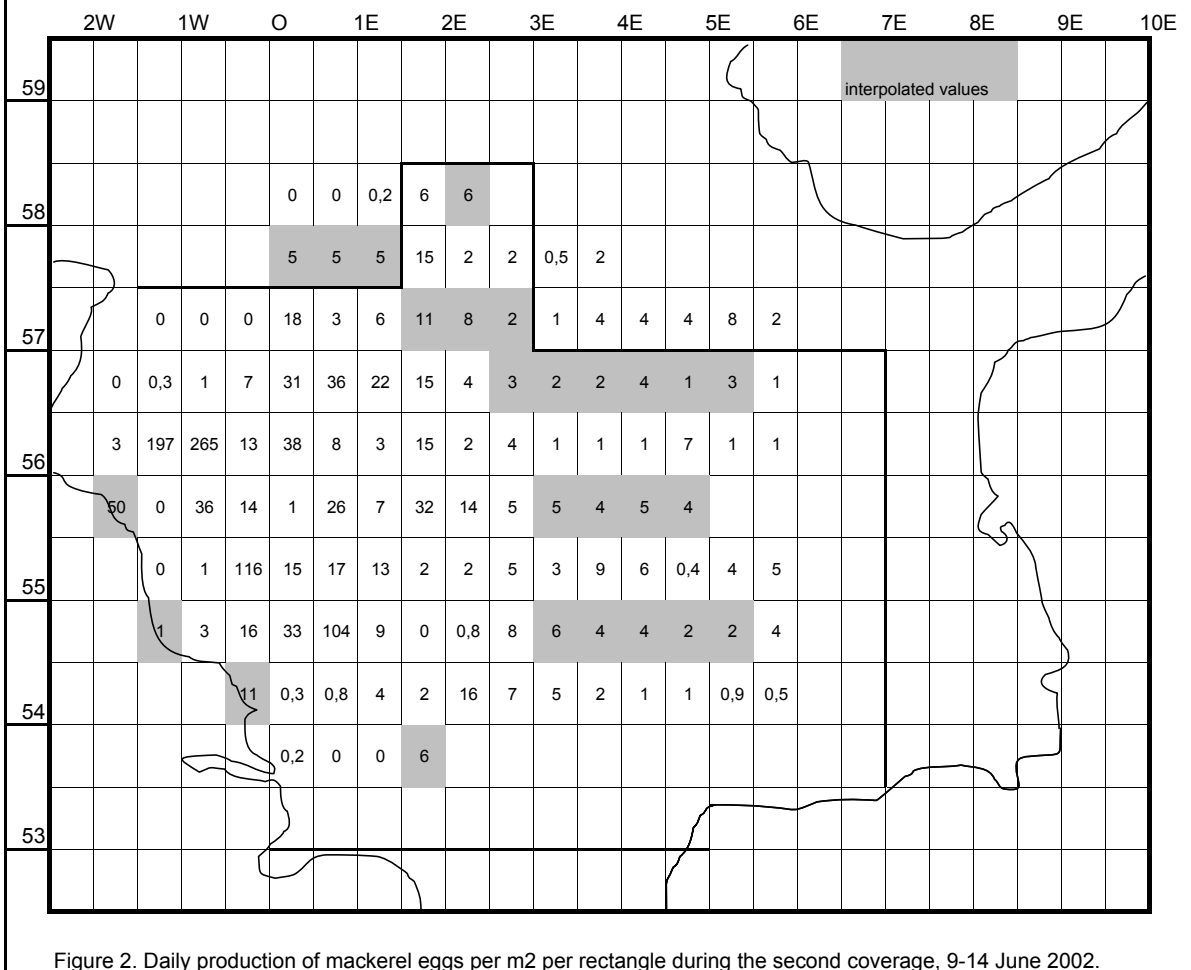 2W 1W O 1E 2E 3E 4E 5E 6E 7E 8E 9E 10E
59 interpolated values
0 0 0,2 6 6
58
5 5 5 15 2 2 0,5 2
0 0 0 18 3 6 11 8 2 1 4 4 4 8 2
57
0 0,3 1 7 31 36 22 15 4 3 2 2 4 1 3 1
3 197 265 13 38 8 3 15 2 4 1 1 1 7 1 1
56
50 0 36 14 1 26 7 32 14 5 5 4 5 4
0 1 116 15 17 13 2 2 5 3 9 6 0,4 4 5
55
1 3 16 33 104 9 0 0,8 8 6 4 4 2 2 4
11 0,3 0,8 4 2 16 7 5 2 1 1 0,9 0,5
54
0,2 0 0 6
53
Figure 2. Daily production of mackerel eggs per m2 per rectangle during the second coverage, 9-14 June 2002.